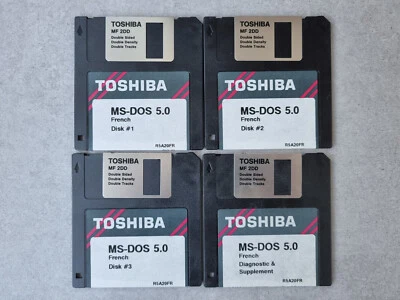 TOSHIBA
MF 2DD
Double Sided
Double Density
Double Tracks
TOSHIBA
MS-DOS 5.0
French
Disk #1
R5A20FR
TOSHIBA
MF 2DD
Double Sided
Double Density
Double Tracks
TOSHIBA
MS-DOS 5.0
French
Disk #2
R5A20FR
TOSHIBA
MF 2DD
Double Sided
Double Density
Double Tracks
TOSHIBA
MS-DOS 5.0
French
Disk #3
R5A20FR
TOSHIBA
MF 2DD
Double Sided
Double Density
Double Tracks
TOSHIBA
MS-DOS 5.0
French
Diagnostic &
Supplement
R5A20FR